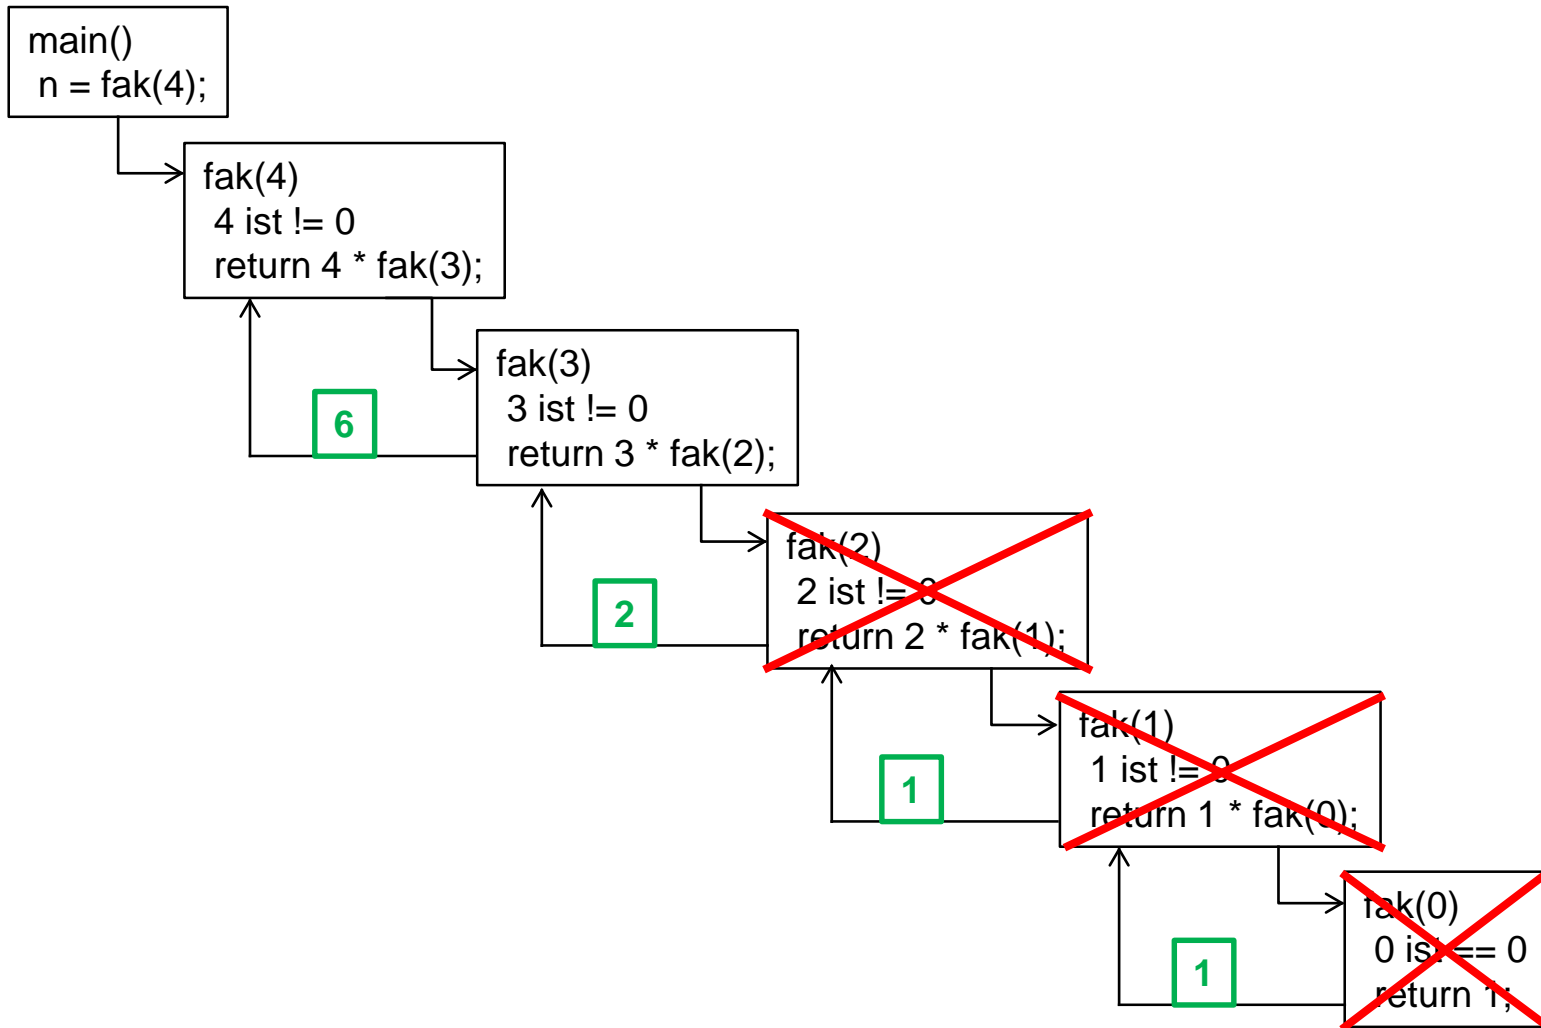 main()
n = fak(4);
fak(4)
4 ist != 0
return 4 * fak(3);
fak(3)
3 ist != 0
return 3 * fak(2);
6
fak(2)
2 ist != 0
return 2 * fak(1);
2
fak(1)
1 ist != 0
return 1 * fak(0);
1
fak(0)
0 ist == 0
return 1;
1